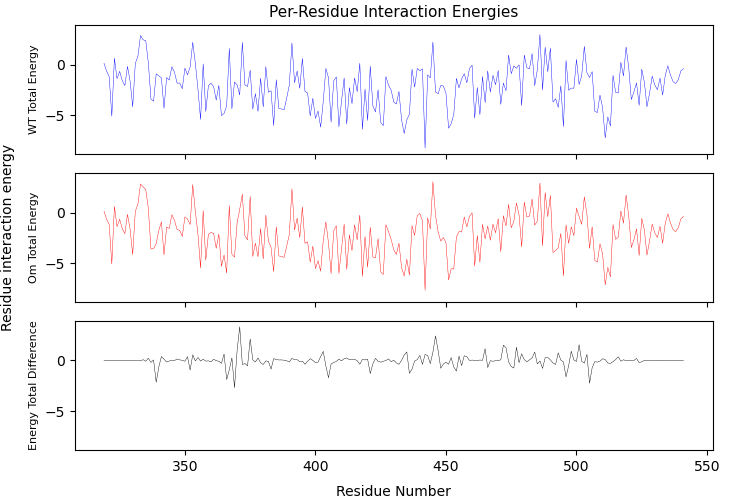 Per-Residue Interaction Energies
Residue interaction energy
WT Total Energy
0
−5
Om Total Energy
0
−5
Energy Total Difference
0
−5
350
400
450
500
550
Residue Number